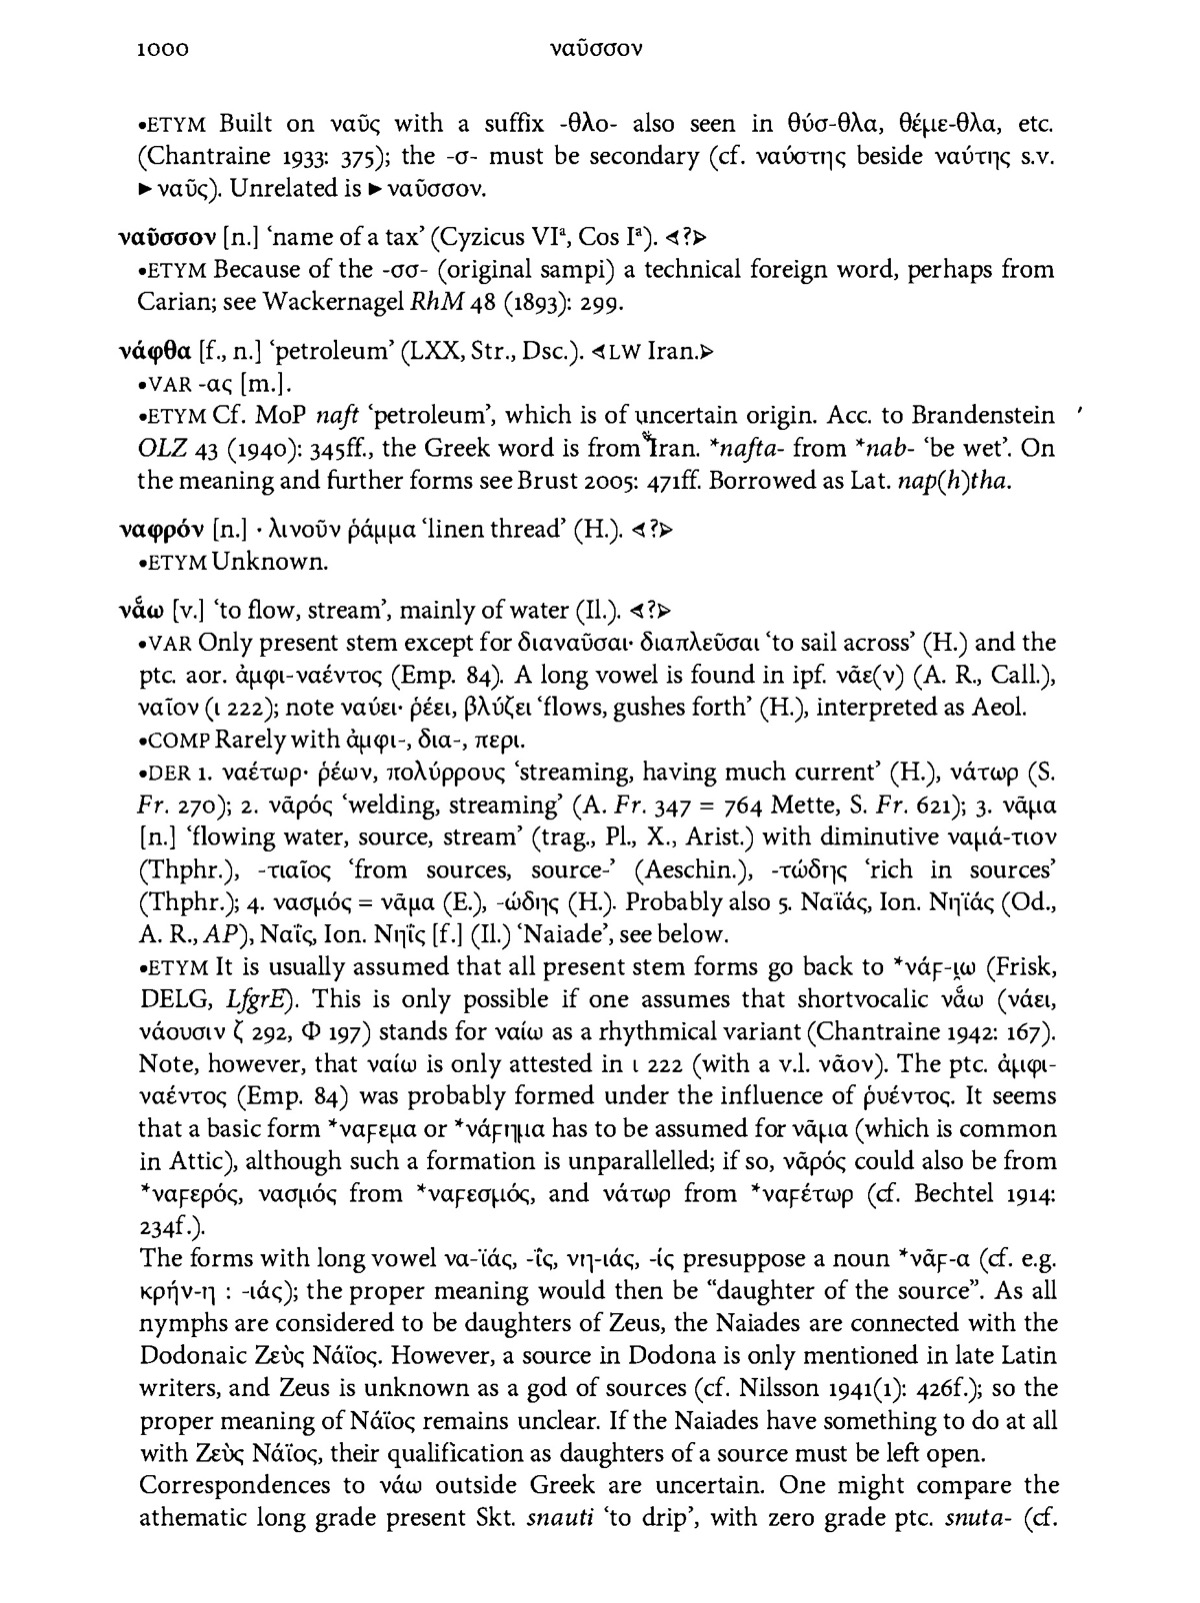 1000 ναῦσσον
•ETYM Built on ναῦς with a suffix -θλο- also seen in θύσ-θλα, θέμε-θλα, etc.
(Chantraine 1933: 375); the -σ- must be secondary (cf. ναύστης beside ναύτης s.v.
►ναῦς). Unrelated is ►ναῦσσον.
ναῦσσον [n.] ‘name of a tax’ (Cyzicus VIᵃ, Cos Iᵃ). ⊲?⊳
•ETYM Because of the -σσ- (original sampi) a technical foreign word, perhaps from
Carian; see Wackernagel RhM 48 (1893): 299.
νάφθα [f., n.] ‘petroleum’ (LXX, Str., Dsc.). ⊲LW Iran.⊳
•VAR -ας [m.].
•ETYM Cf. MoP naft ‘petroleum’, which is of uncertain origin. Acc. to Brandenstein
OLZ 43 (1940): 345ff., the Greek word is from Iran. *nafta- from *nab- ‘be wet’. On
the meaning and further forms see Brust 2005: 471ff. Borrowed as Lat. nap(h)tha.
ναφρόν [n.] · λινοῦν ῥάμμα ‘linen thread’ (H.). ⊲?⊳
•ETYM Unknown.
νᾰ́̄ω [v.] ‘to flow, stream’, mainly of water (Il.). ⊲?⊳
•VAR Only present stem except for διαναῦσαι· διαπλεῦσαι ‘to sail across’ (H.) and the
ptc. aor. ἀμφι-ναέντος (Emp. 84). A long vowel is found in ipf. νᾶε(ν) (A. R., Call.),
ναῖον (ι 222); note ναύει· ῥέει, βλύζει ‘flows, gushes forth’ (H.), interpreted as Aeol.
•COMP Rarely with ἀμφι-, δια-, περι.
•DER 1. ναέτωρ· ῥέων, πολύρρους ‘streaming, having much current’ (H.), νάτωρ (S.
Fr. 270); 2. νᾱρός ‘welding, streaming’ (A. Fr. 347 = 764 Mette, S. Fr. 621); 3. νᾶμα
[n.] ‘flowing water, source, stream’ (trag., Pl., X., Arist.) with diminutive ναμά-τιον
(Thphr.), -τιαῖος ‘from sources, source-’ (Aeschin.), -τώδης ‘rich in sources’
(Thphr.); 4. νασμός = νᾶμα (E.), -ώδης (H.). Probably also 5. Ναϊάς, Ion. Νηϊάς (Od.,
A. R., AP), Ναΐς, Ion. Νηΐς [f.] (Il.) ‘Naiade’, see below.
•ETYM It is usually assumed that all present stem forms go back to *νάϝ-ι̯ω (Frisk,
DELG, LfgrE). This is only possible if one assumes that shortvocalic νᾰ́̄ω (νάει,
νάουσιν ζ 292, Φ 197) stands for ναίω as a rhythmical variant (Chantraine 1942: 167).
Note, however, that ναίω is only attested in ι 222 (with a v.l. νᾶον). The ptc. ἀμφι-
ναέντος (Emp. 84) was probably formed under the influence of ῥυέντος. It seems
that a basic form *ναϝεμα or *νάϝημα has to be assumed for νᾶμα (which is common
in Attic), although such a formation is unparallelled; if so, νᾱρός could also be from
*ναϝερός, νασμός from *ναϝεσμός, and νάτωρ from *ναϝέτωρ (cf. Bechtel 1914:
234f.).
The forms with long vowel να-ϊάς, -ΐς, νη-ιάς, -ίς presuppose a noun *νᾶϝ-α (cf. e.g.
κρήν-η : -ιάς); the proper meaning would then be “daughter of the source”. As all
nymphs are considered to be daughters of Zeus, the Naiades are connected with the
Dodonaic Ζεὺς Νάϊος. However, a source in Dodona is only mentioned in late Latin
writers, and Zeus is unknown as a god of sources (cf. Nilsson 1941(1): 426f.); so the
proper meaning of Νάϊος remains unclear. If the Naiades have something to do at all
with Ζεὺς Νάϊος, their qualification as daughters of a source must be left open.
Correspondences to νάω outside Greek are uncertain. One might compare the
athematic long grade present Skt. snauti ‘to drip’, with zero grade ptc. snuta- (cf.